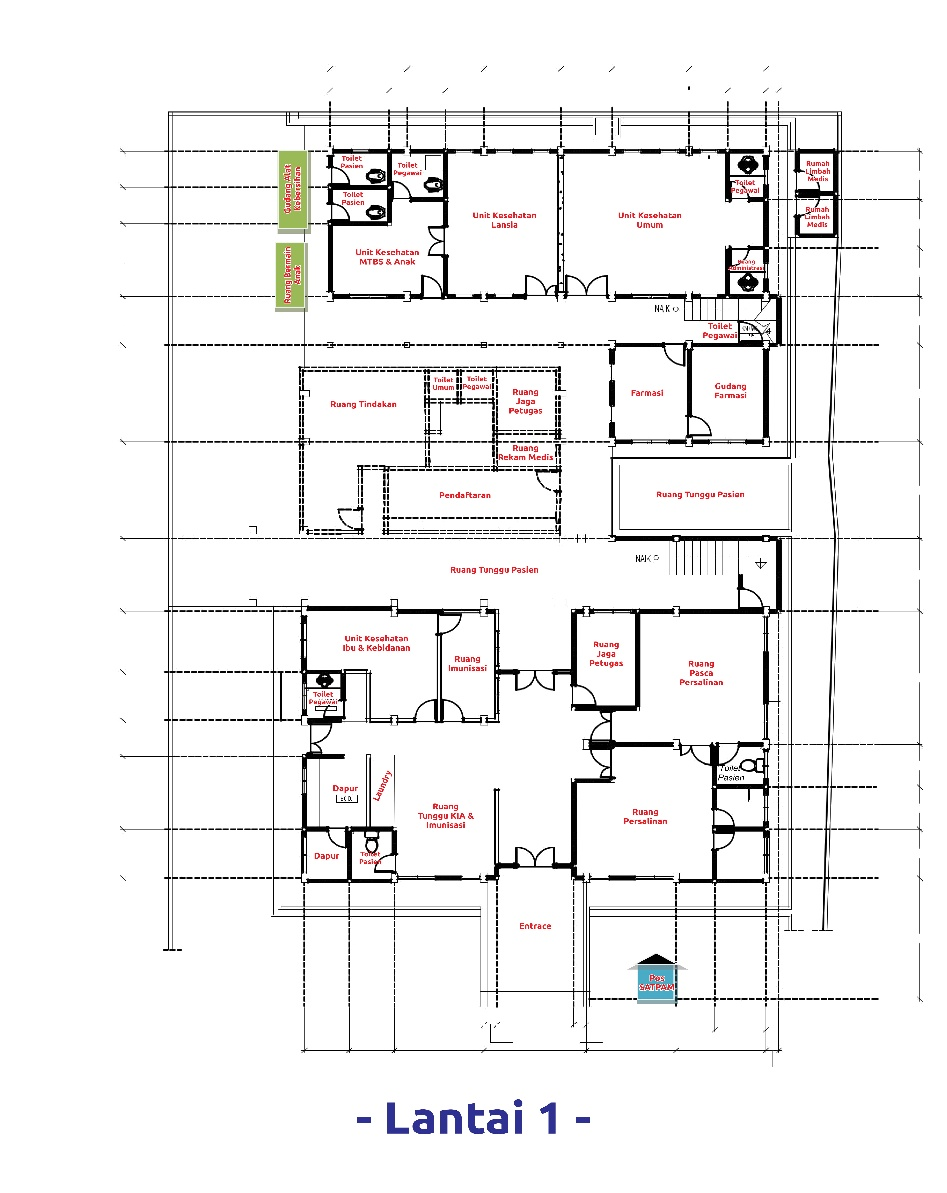 Toilet
Pasien
Toilet
Pegawai
Toilet
Pasien
Gudang Alat
Kebersihan
Unit Kesehatan
Lansia
Unit Kesehatan
Umum
Toilet
Pegawai
Rumah
Limbah
Medis
Rumah
Limbah
Medis
Unit Kesehatan
MTBS & Anak
Ruang Bermain
Anak
Ruang
Administrasi
NAIK
Toilet
Pegawai
Ruang Tindakan
Toilet
Umum
Toilet
Pegawai
Ruang
Jaga
Petugas
Farmasi
Gudang
Farmasi
Ruang
Rekam Medis
Pendaftaran
Ruang Tunggu Pasien
NAIK
Ruang Tunggu Pasien
Unit Kesehatan
Ibu & Kebidanan
Ruang
Imunisasi
Ruang
Jaga
Petugas
Ruang
Pasca
Persalinan
Toilet
Pegawai
Toilet
Pasien
Dapur
Laundry
Ruang
Tunggu KIA &
Imunisasi
Ruang
Persalinan
Dapur
Toilet
Pasien
Entrace
Pos
SATPAM
- Lantai 1 -